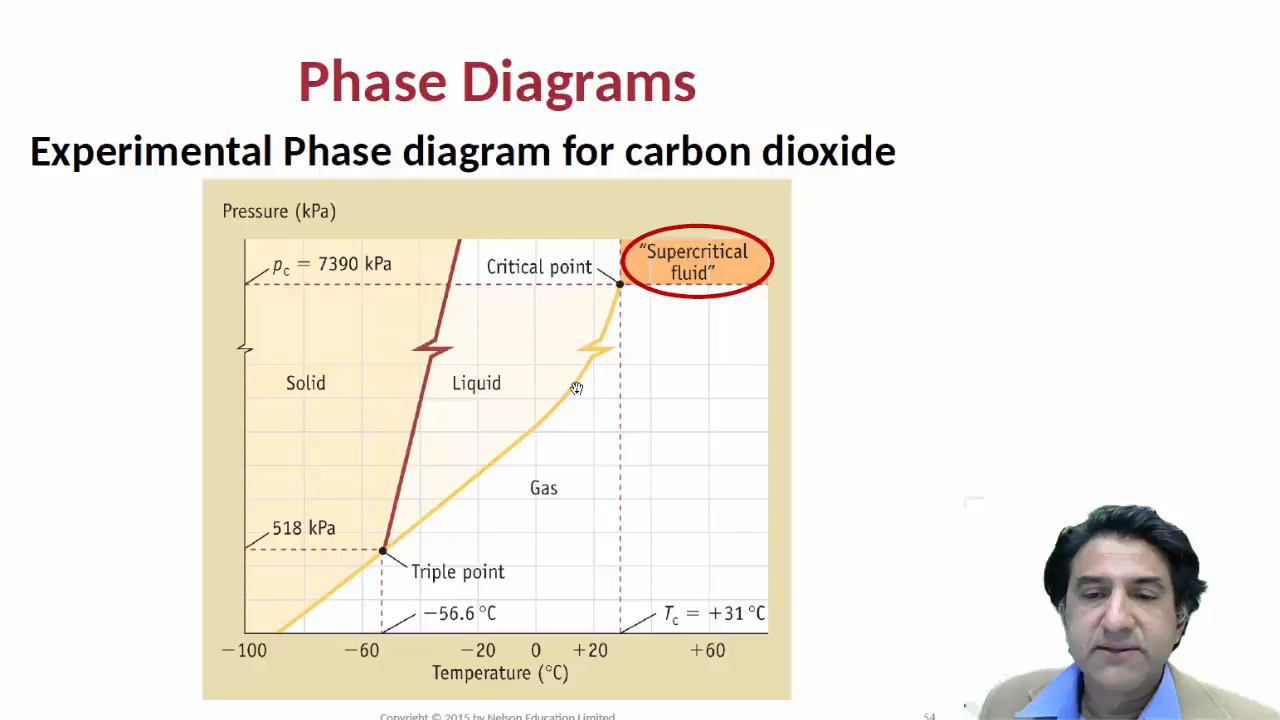 Phase Diagrams
Experimental Phase diagram for carbon dioxide
Pressure (kPa)
pc = 7390 kPa
Critical point
“Supercritical
fluid”
Solid
Liquid
Gas
518 kPa
Triple point
−56.6 °C
Tc = +31 °C
−100
−60
−20
0
+20
+60
Temperature (°C)
Copyright © 2015 by Nelson Education Limited
54